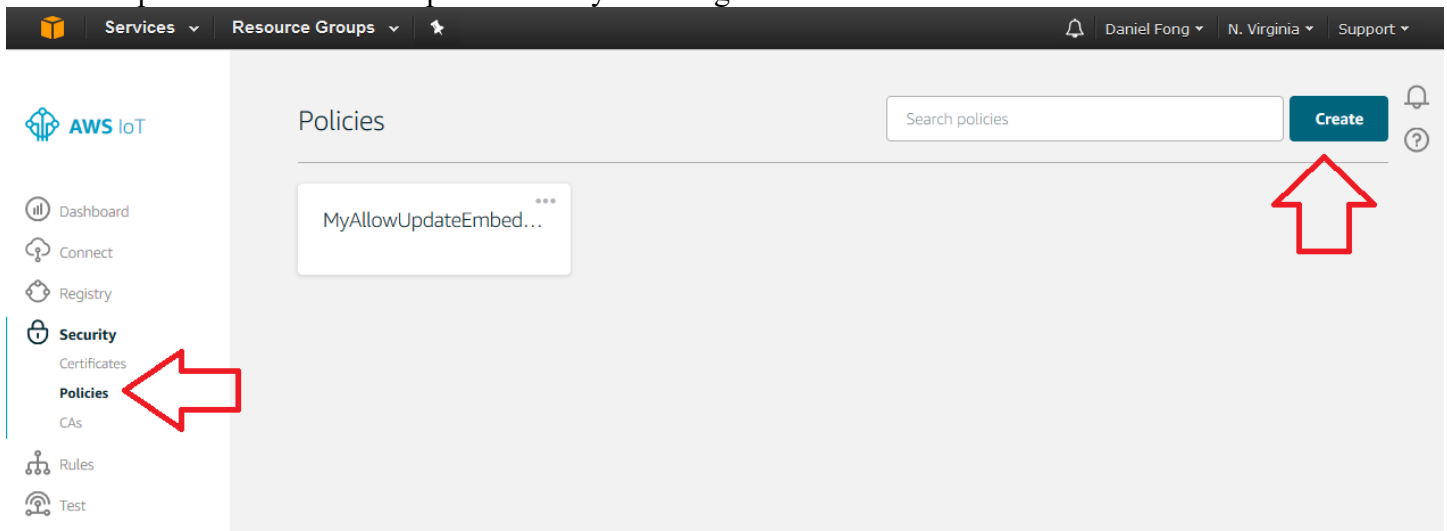 Services Resource Groups Daniel Fong N. Virginia Support
AWS IoT
Policies
Search policies
Create
Dashboard
MyAllowUpdateEmbed...
Connect
Registry
Security
Certificates
Policies
CAs
Rules
Test